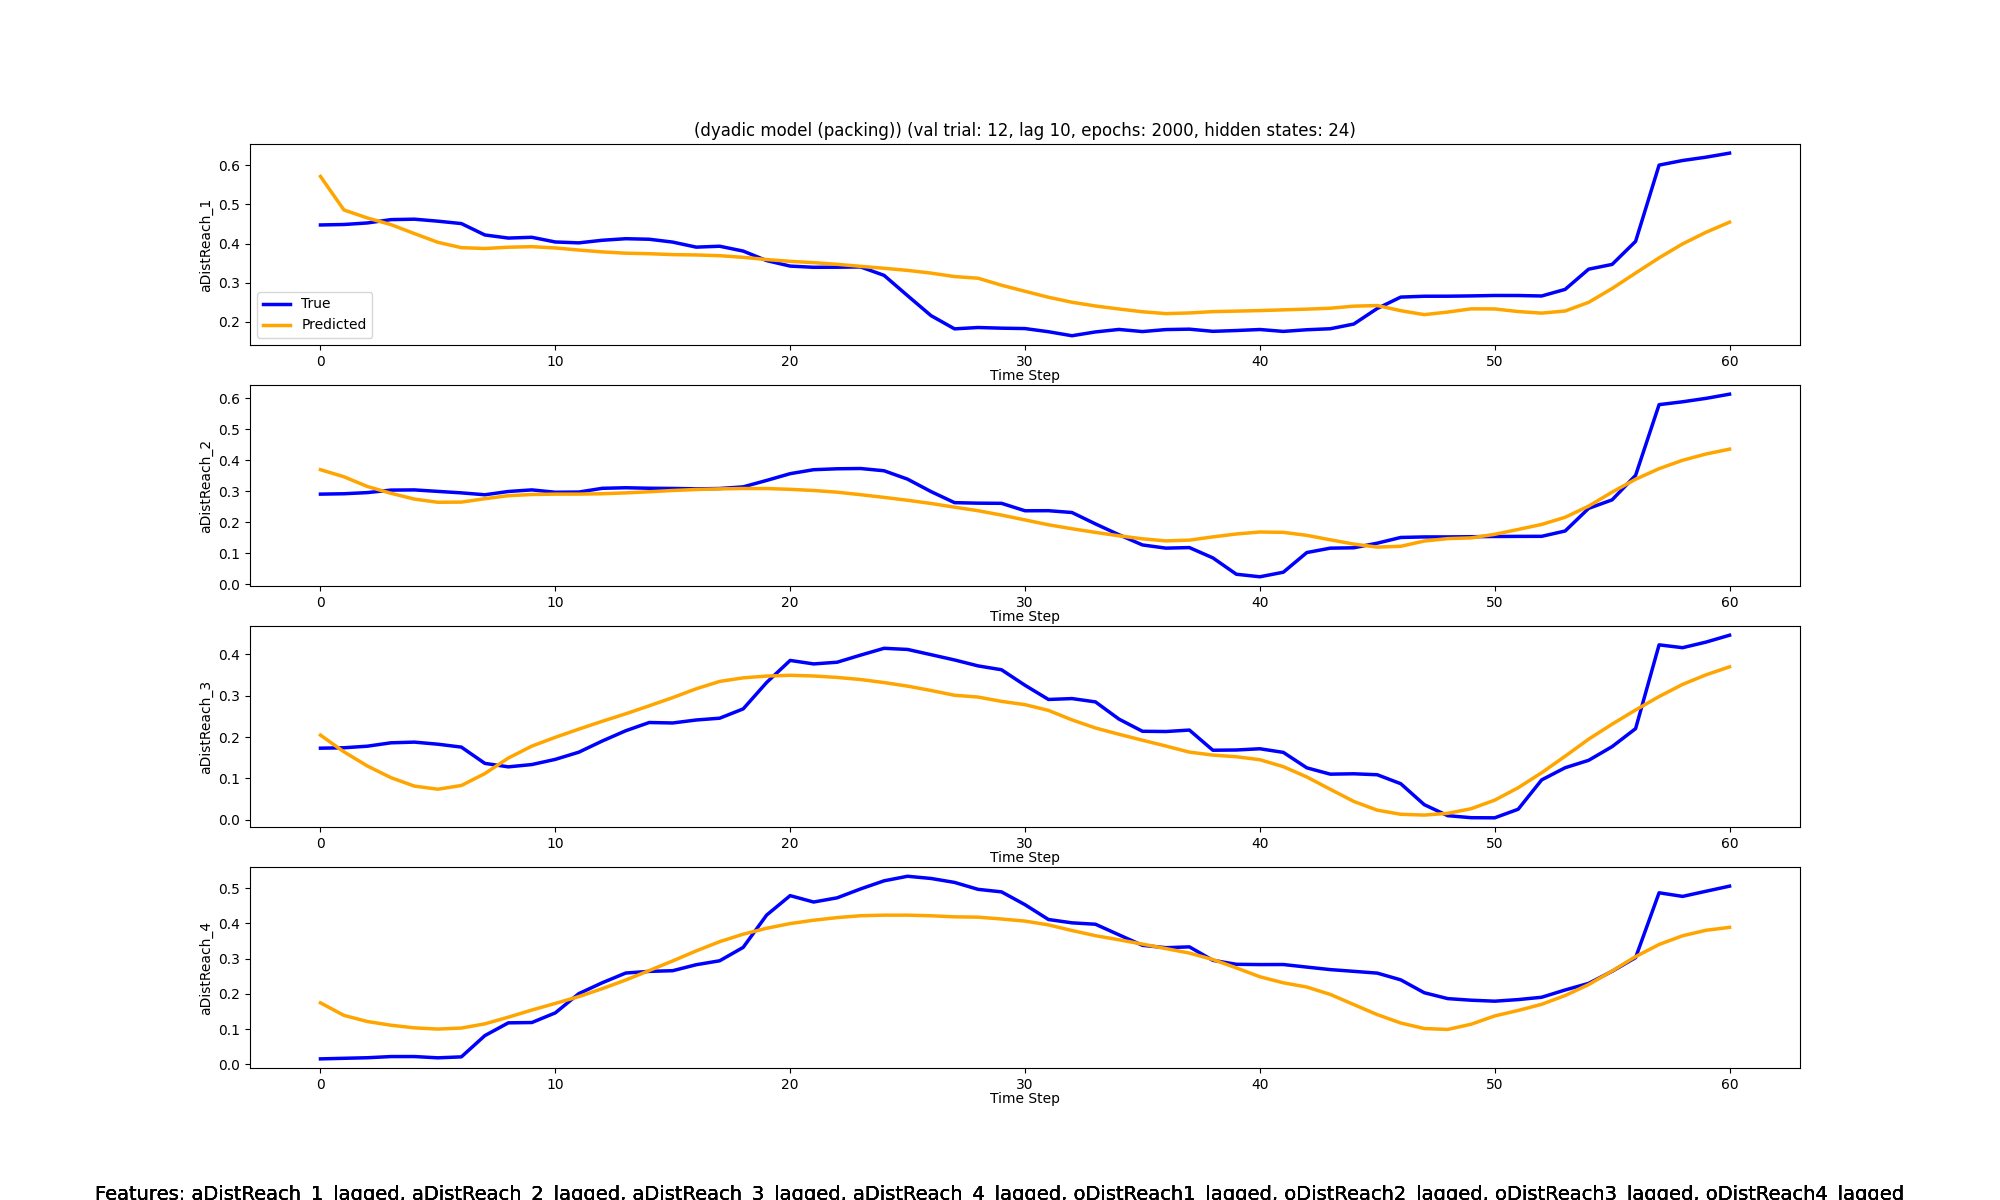 (dyadic model (packing)) (val trial: 12, lag 10, epochs: 2000, hidden states: 24)
aDistReach_1
0.6
0.5
0.4
0.3
0.2
True
Predicted
0 10 20 30 40 50 60
Time Step
aDistReach_2
0.6
0.5
0.4
0.3
0.2
0.1
0.0
0 10 20 30 40 50 60
Time Step
aDistReach_3
0.4
0.3
0.2
0.1
0.0
0 10 20 30 40 50 60
Time Step
aDistReach_4
0.5
0.4
0.3
0.2
0.1
0.0
0 10 20 30 40 50 60
Time Step
Features: aDistReach_1_lagged, aDistReach_2_lagged, aDistReach_3_lagged, aDistReach_4_lagged, oDistReach1_lagged, oDistReach2_lagged, oDistReach3_lagged, oDistReach4_lagged